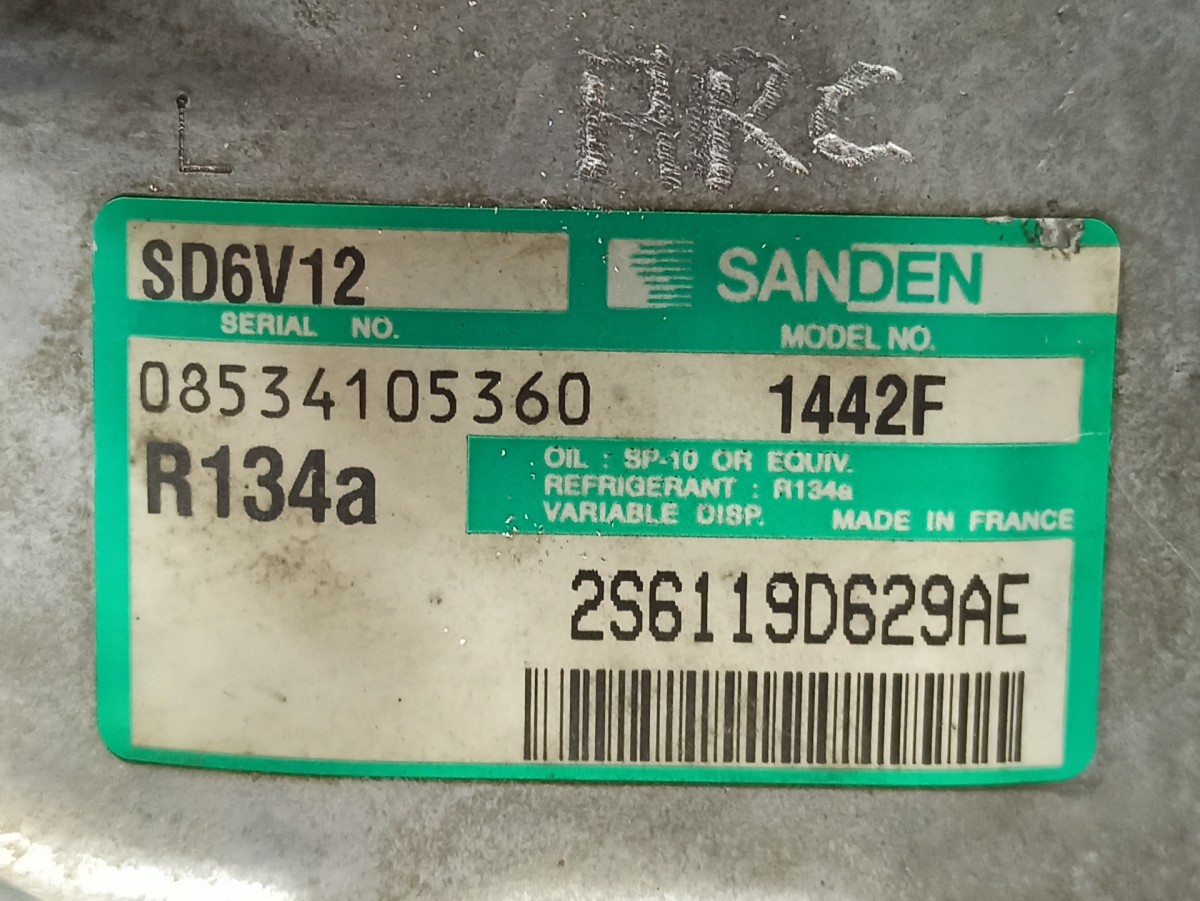 L
ARC
SD6V12
SANDEN
SERIAL NO.
MODEL NO.
08534105360
1442F
R134a
OIL : SP-10 OR EQUIV.
REFRIGERANT : R134a
VARIABLE DISP.
MADE IN FRANCE
2S6119D629AE